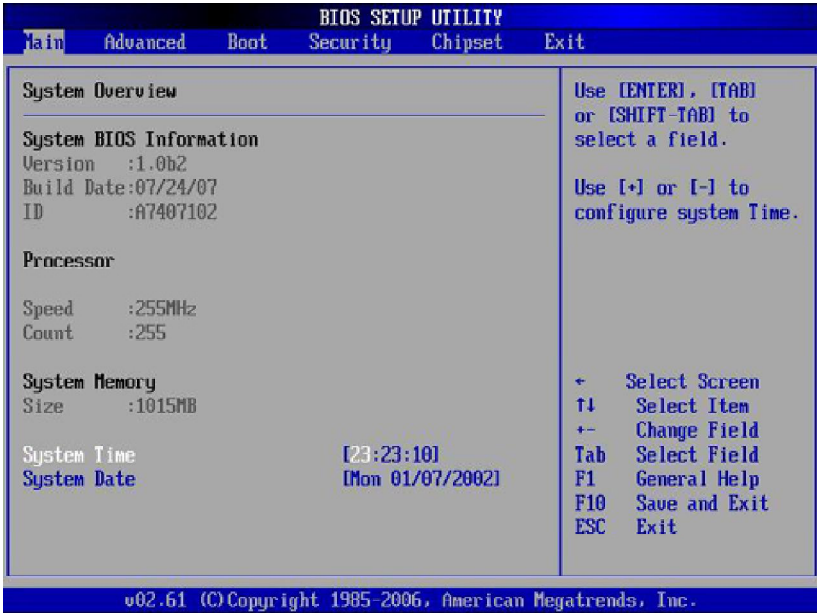 BIOS SETUP UTILITY
Main Advanced Boot Security Chipset Exit
System Overview
System BIOS Information
Version :1.0b2
Build Date:07/24/07
ID :A7407102
Processor
Speed :255MHz
Count :255
System Memory
Size :1015MB
System Time [23:23:10]
System Date [Mon 01/07/2002]
Use [ENTER], [TAB]
or [SHIFT-TAB] to
select a field.
Use [+] or [-] to
configure system Time.
← Select Screen
↑↓ Select Item
+- Change Field
Tab Select Field
F1 General Help
F10 Save and Exit
ESC Exit
v02.61 (C)Copyright 1985-2006, American Megatrends, Inc.